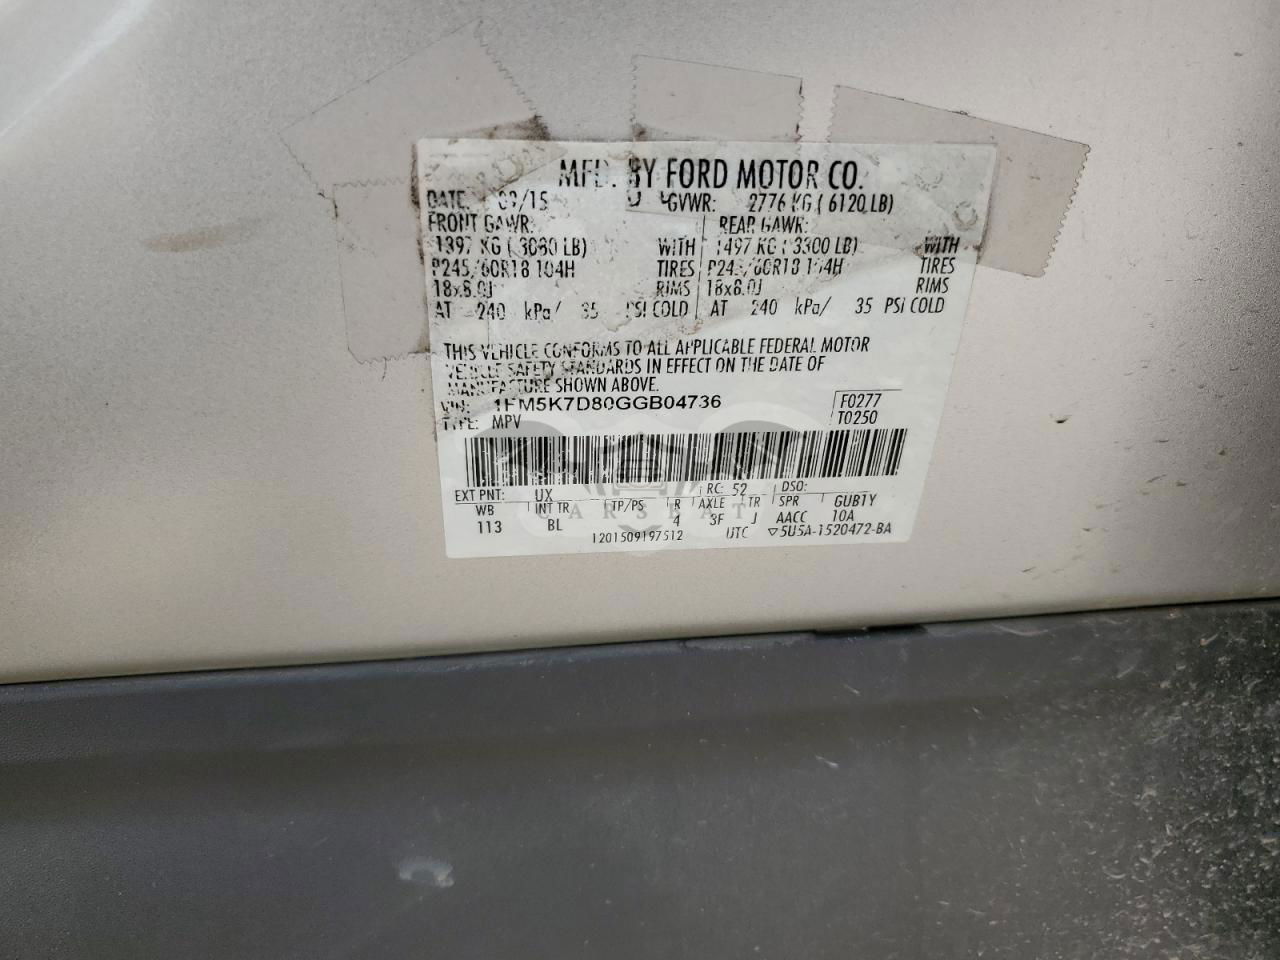 MFD. BY FORD MOTOR CO.
DATE: 09/15 GVWR: 2776 KG ( 6120 LB)
FRONT GAWR: REAR GAWR:
1397 KG ( 3080 LB) WITH 1497 KG ( 3300 LB) WITH
P245/60R18 104H TIRES P245/60R18 104H TIRES
18x8.0J RIMS 18x8.0J RIMS
AT 240 kPa/ 35 PSI COLD AT 240 kPa/ 35 PSI COLD
THIS VEHICLE CONFORMS TO ALL APPLICABLE FEDERAL MOTOR
VEHICLE SAFETY STANDARDS IN EFFECT ON THE DATE OF
MANUFACTURE SHOWN ABOVE.
VIN: 1FM5K7D80GGB04736 F0277
TYPE: MPV T0250
EXT PNT: UX RC: 52 DSO:
WB INT TR TP/PS R AXLE TR SPR GUB1Y
113 BL 4 3F J AACC 10A
1201509197512 UTC ▽5U5A-1520472-BA
CARSEAT